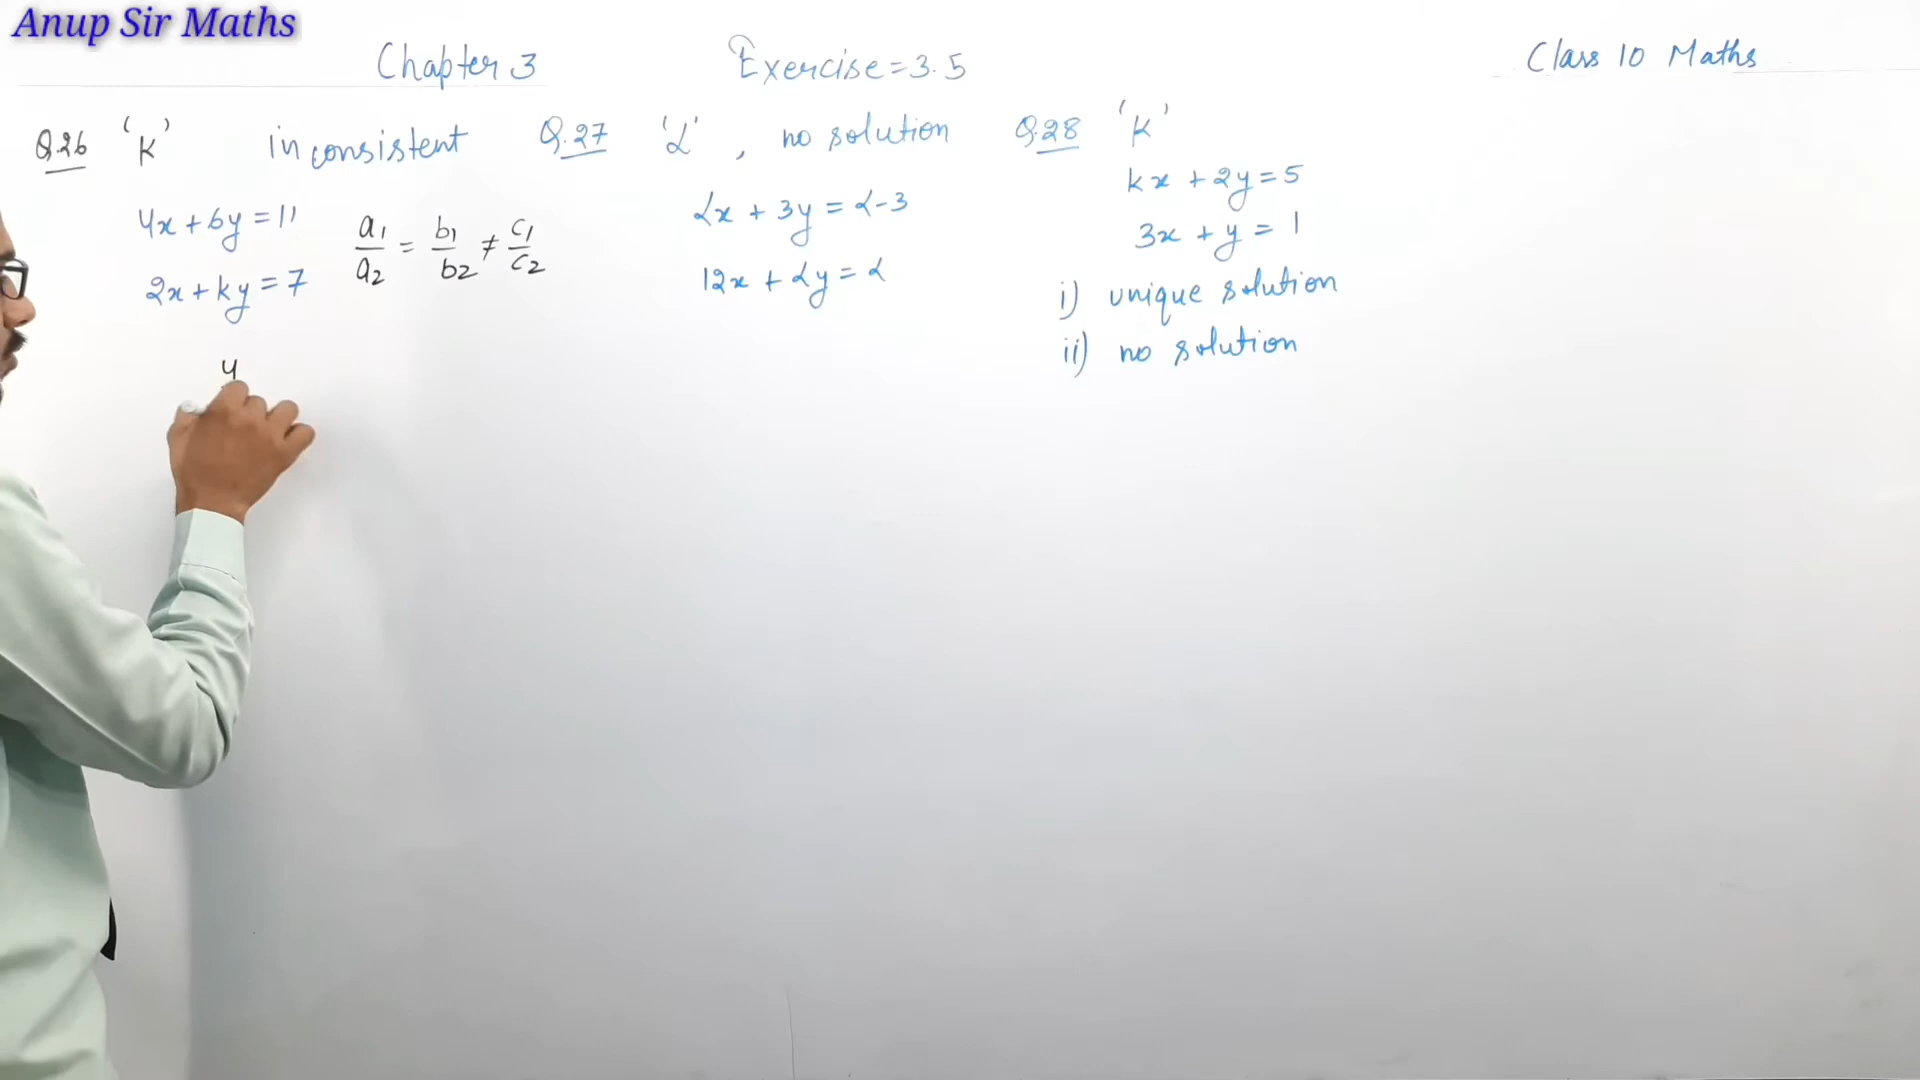 Anup Sir Maths
Chapter 3 Exercise = 3.5 Class 10 Maths
Q.26 'K' inconsistent
4x + 6y = 11
2x + ky = 7
a1/a2 = b1/b2 ≠ c1/c2
4
Q.27 'α', no solution
αx + 3y = α-3
12x + αy = α
Q.28 'K'
kx + 2y = 5
3x + y = 1
i) unique solution
ii) no solution